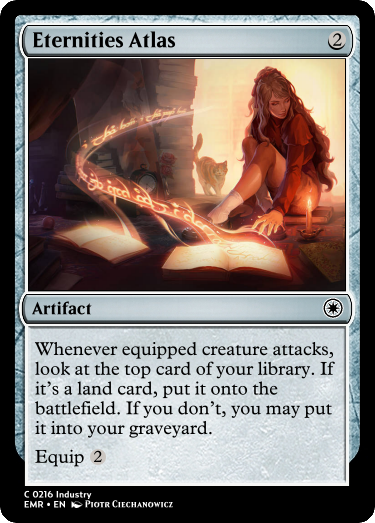 Eternities Atlas 2
Artifact
Whenever equipped creature attacks,
look at the top card of your library. If
it's a land card, put it onto the
battlefield. If you don't, you may put
it into your graveyard.
Equip 2
C 0216 Industry
EMR • EN Piotr Ciechanowicz